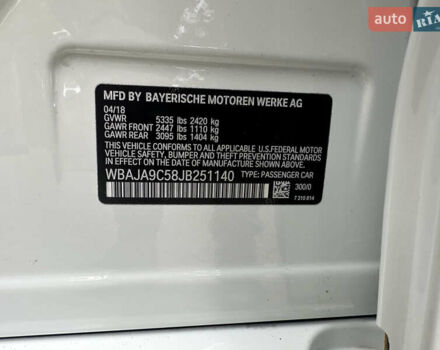 AUTO RIA
MFD BY BAYERISCHE MOTOREN WERKE AG
04/18
GVWR 5335 lbs 2420 kg
GAWR FRONT 2447 lbs 1110 kg
GAWR REAR 3095 lbs 1404 kg
THIS VEHICLE CONFORMS TO ALL APPLICABLE
U.S.FEDERAL MOTOR
VEHICLE SAFETY, BUMPER, AND THEFT PREVENTION STANDARDS
IN EFFECT ON THE DATE OF MANUFACTURE SHOWN ABOVE.
WBAJA9C58JB251140 TYPE: PASSENGER CAR
300/0
7 310 814